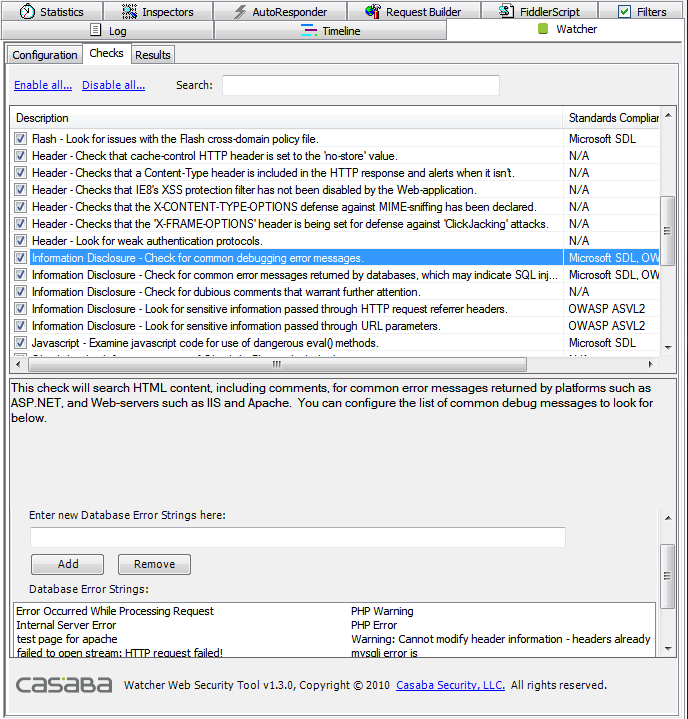 Statistics Inspectors AutoResponder Request Builder FiddlerScript Filters
Log Timeline Watcher
Configuration Checks Results
Enable all... Disable all... Search:
Description Standards Complian
Flash - Look for issues with the Flash cross-domain policy file. Microsoft SDL
Header - Check that cache-control HTTP header is set to the 'no-store' value. N/A
Header - Checks that a Content-Type header is included in the HTTP response and alerts when it isn't. N/A
Header - Checks that IE8's XSS protection filter has not been disabled by the Web-application. N/A
Header - Checks that the X-CONTENT-TYPE-OPTIONS defense against MIME-sniffing has been declared. N/A
Header - Checks that the 'X-FRAME-OPTIONS' header is being set for defense against 'ClickJacking' attacks. N/A
Header - Look for weak authentication protocols. N/A
Information Disclosure - Check for common debugging error messages. Microsoft SDL, OW
Information Disclosure - Check for common error messages returned by databases, which may indicate SQL inj... Microsoft SDL, OW
Information Disclosure - Check for dubious comments that warrant further attention. N/A
Information Disclosure - Look for sensitive information passed through HTTP request referrer headers. OWASP ASVL2
Information Disclosure - Look for sensitive information passed through URL parameters. OWASP ASVL2
Javascript - Examine javascript code for use of dangerous eval() methods. Microsoft SDL
This check will search HTML content, including comments, for common error messages returned by platforms such as
ASP.NET, and Web-servers such as IIS and Apache. You can configure the list of common debug messages to look for
below.
Enter new Database Error Strings here:
Add Remove
Database Error Strings:
Error Occurred While Processing Request PHP Warning
Internal Server Error PHP Error
test page for apache Warning: Cannot modify header information - headers already
failed to open stream: HTTP request failed! mysqli error is
casaba Watcher Web Security Tool v1.3.0, Copyright © 2010 Casaba Security, LLC. All rights reserved.